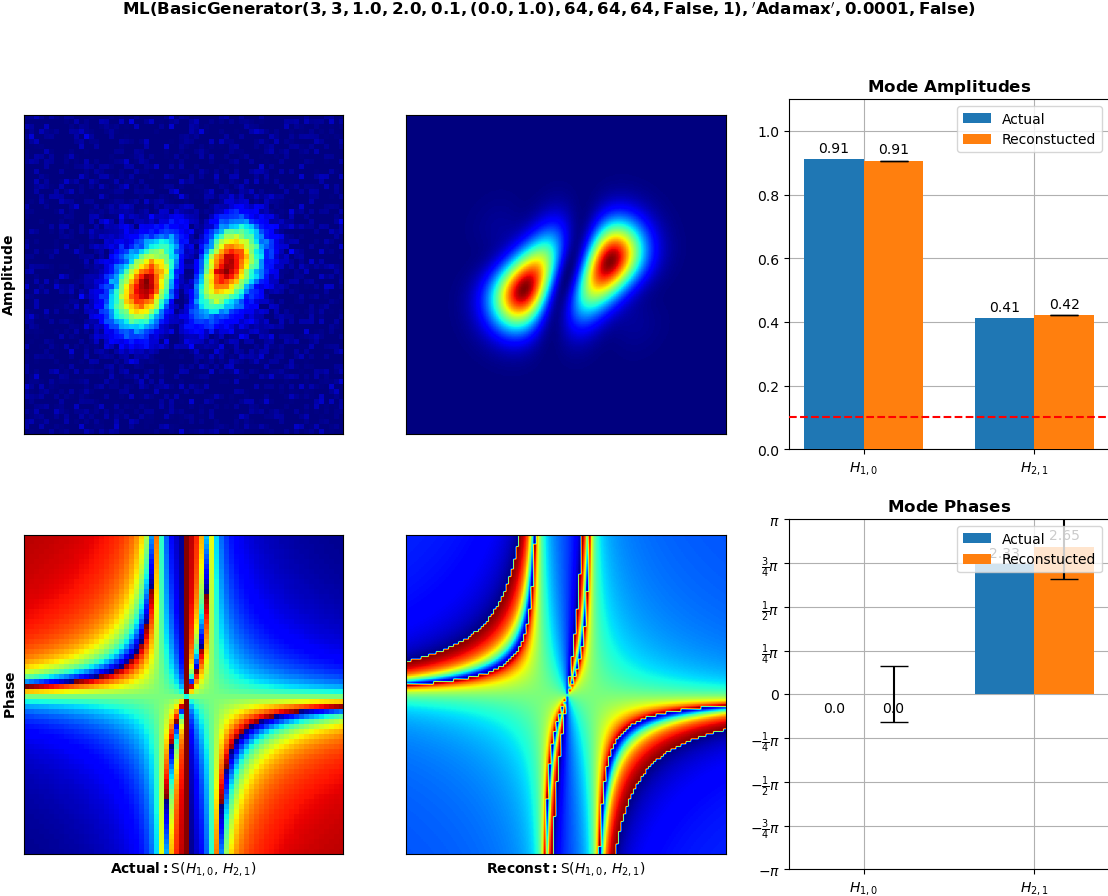 ML(BasicGenerator(3, 3, 1.0, 2.0, 0.1, (0.0, 1.0), 64, 64, 64, False, 1), ′Adamax′, 0.0001, False)
Amplitude
Mode Amplitudes
Actual
Reconstucted
1.0
0.8
0.6
0.4
0.2
0.0
0.91
0.91
0.41
0.42
H1,0
H2,1
Phase
Actual: S(H1,0, H2,1)
Reconst: S(H1,0, H2,1)
Mode Phases
Actual
Reconstucted
π
3/4π
1/2π
1/4π
0
−1/4π
−1/2π
−3/4π
−π
0.0
0.0
2.33
2.65
H1,0
H2,1